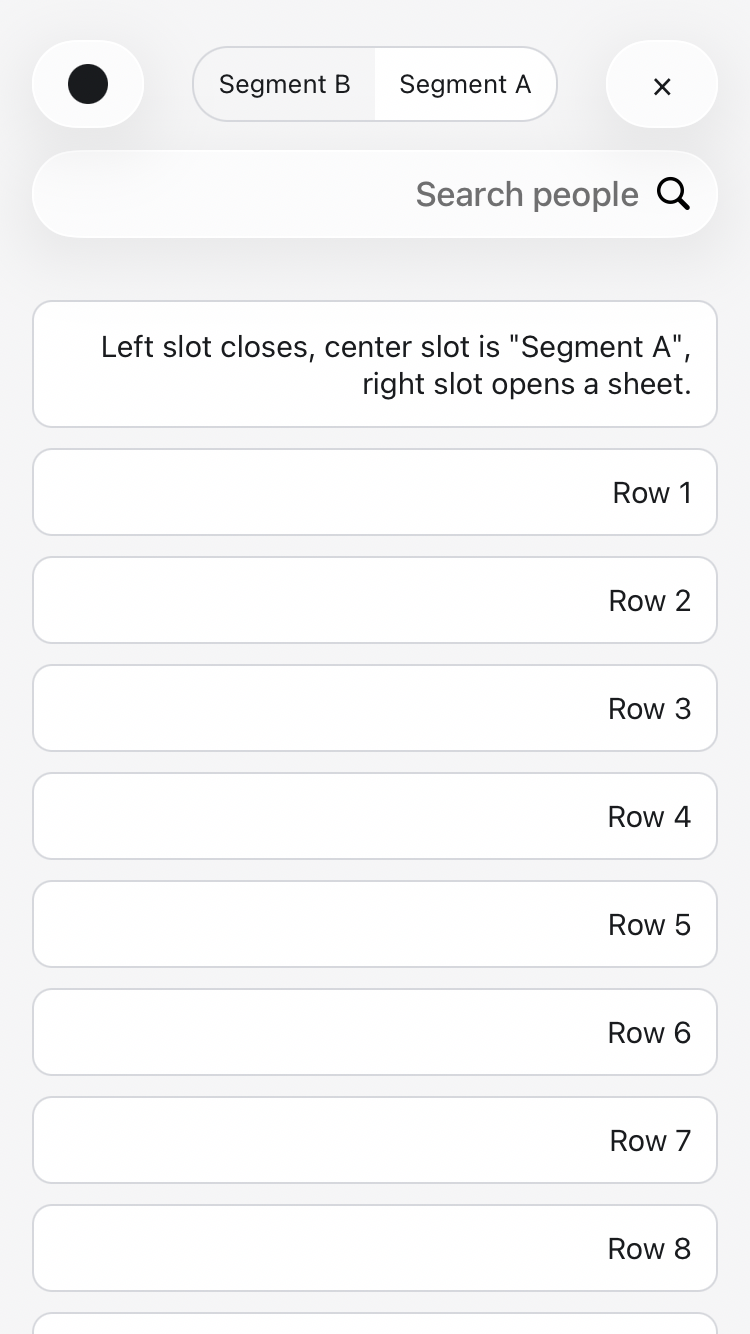 Segment B
Segment A
×
Search people
Left slot closes, center slot is "Segment A",
right slot opens a sheet.
Row 1
Row 2
Row 3
Row 4
Row 5
Row 6
Row 7
Row 8